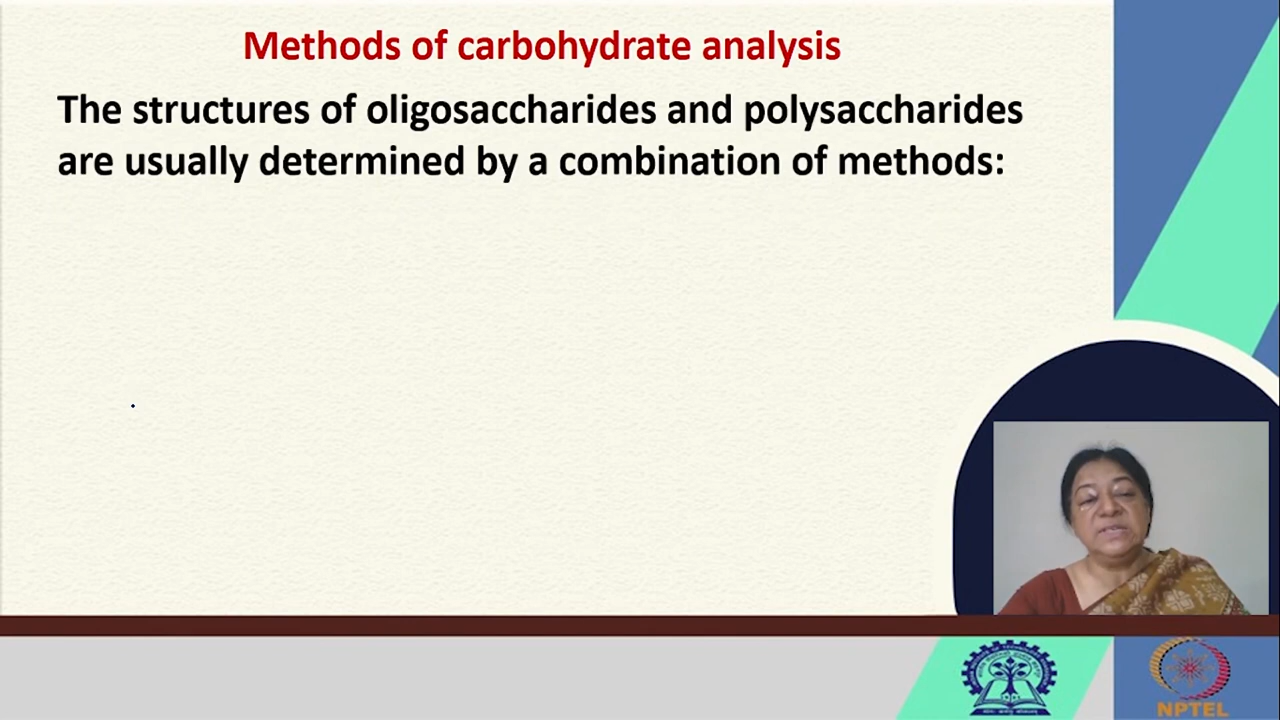 Methods of carbohydrate analysis
The structures of oligosaccharides and polysaccharides
are usually determined by a combination of methods:
NPTEL